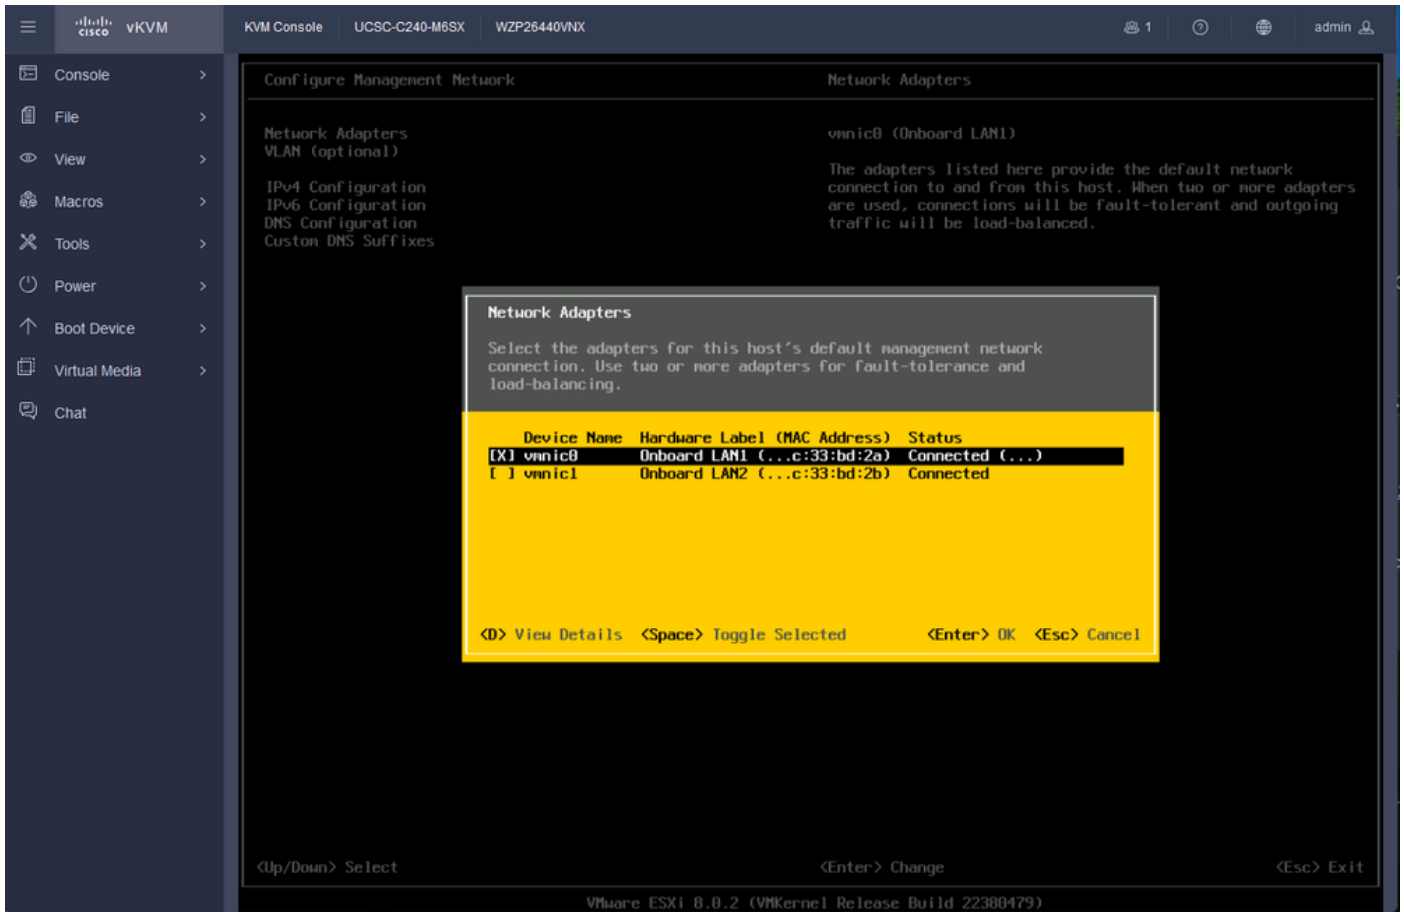 cisco vKVM
KVM Console UCSC-C240-M6SX WZP26440VNX
1 ? admin
Console
File
View
Macros
Tools
Power
Boot Device
Virtual Media
Chat
Configure Management Network
Network Adapters
Network Adapters
VLAN (optional)
IPv4 Configuration
IPv6 Configuration
DNS Configuration
Custom DNS Suffixes
vmnic0 (Onboard LAN1)
The adapters listed here provide the default network
connection to and from this host. When two or more adapters
are used, connections will be fault-tolerant and outgoing
traffic will be load-balanced.
Network Adapters
Select the adapters for this host's default management network
connection. Use two or more adapters for fault-tolerance and
load-balancing.
Device Name Hardware Label (MAC Address) Status
[X] vmnic0 Onboard LAN1 (...c:33:bd:2a) Connected (...)
[ ] vmnic1 Onboard LAN2 (...c:33:bd:2b) Connected
<D> View Details <Space> Toggle Selected <Enter> OK <Esc> Cancel
<Up/Down> Select <Enter> Change <Esc> Exit
VMware ESXi 8.0.2 (VMKernel Release Build 22380479)